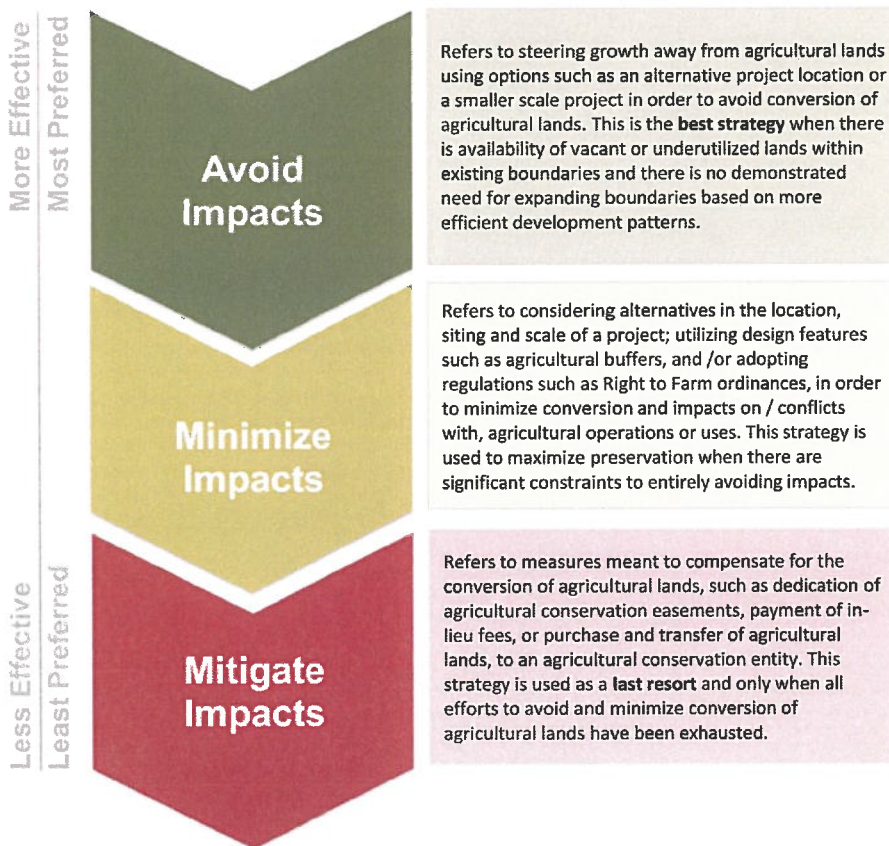 More Effective
Most Preferred
Avoid
Impacts
Refers to steering growth away from agricultural lands
using options such as an alternative project location or
a smaller scale project in order to avoid conversion of
agricultural lands. This is the best strategy when there
is availability of vacant or underutilized lands within
existing boundaries and there is no demonstrated
need for expanding boundaries based on more
efficient development patterns.
Minimize
Impacts
Refers to considering alternatives in the location,
siting and scale of a project; utilizing design features
such as agricultural buffers, and /or adopting
regulations such as Right to Farm ordinances, in order
to minimize conversion and impacts on / conflicts
with, agricultural operations or uses. This strategy is
used to maximize preservation when there are
significant constraints to entirely avoiding impacts.
Less Effective
Least Preferred
Mitigate
Impacts
Refers to measures meant to compensate for the
conversion of agricultural lands, such as dedication of
agricultural conservation easements, payment of in-
lieu fees, or purchase and transfer of agricultural
lands, to an agricultural conservation entity. This
strategy is used as a last resort and only when all
efforts to avoid and minimize conversion of
agricultural lands have been exhausted.